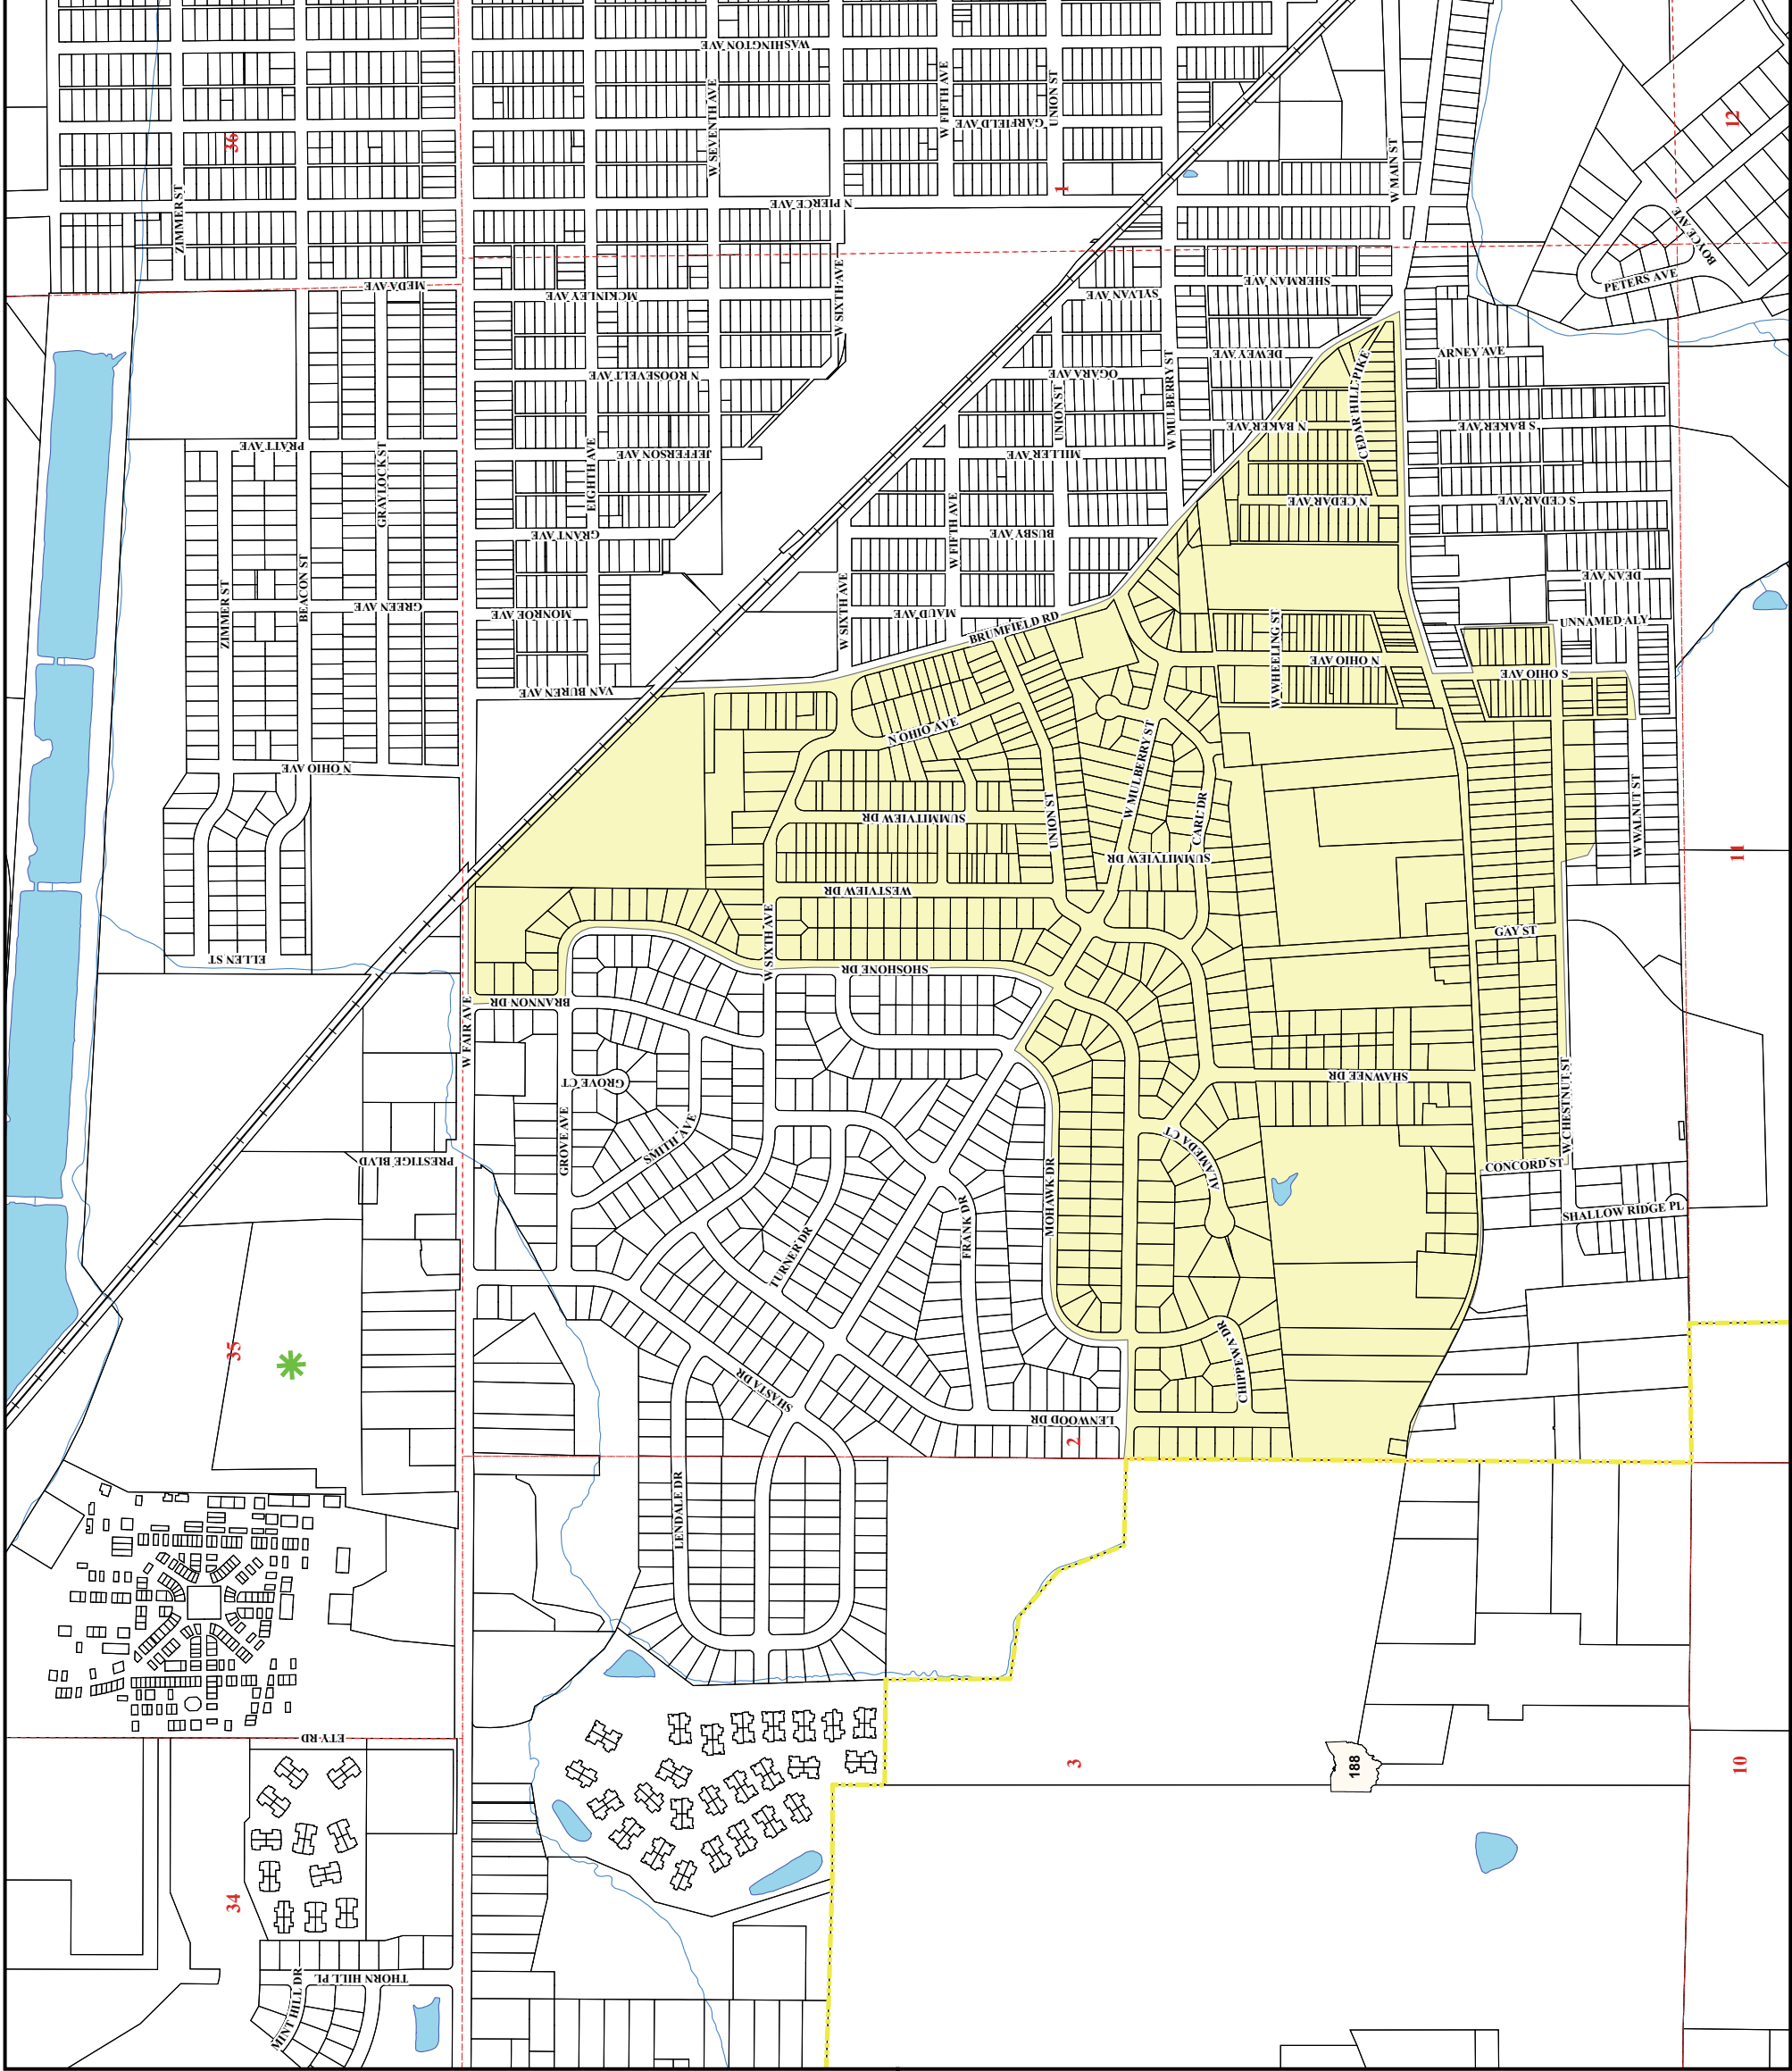 WASHINGTON AVE
W SEVENTH AVE
W FIFTH AVE
UNION ST
GARFIELD AVE
36
12
W MAIN ST
1
ZIMMER ST
N PIERCE AVE
BOYCE AVE
PETERS AVE
MEDA AVE
MCKINLEY AVE
W SIXTH AVE
SYLVAN AVE
SHERMAN AVE
N ROOSEVELT AVE
OGARA AVE
DEWEY AVE
ARNEY AVE
W MULBERRY ST
CEDAR HILL PIKE
UNION ST
PRATT AVE
GRAYLOCK ST
EIGHTH AVE
JEFFERSON AVE
MILLER AVE
N BAKER AVE
S BAKER AVE
N CEDAR AVE
S CEDAR AVE
GRANT AVE
W FIFTH AVE
BUSBY AVE
DEAN AVE
BEACON ST
ZIMMER ST
GREEN AVE
MONROE AVE
W SIXTH AVE
MAUD AVE
BRUMFIELD RD
UNNAMED ALY
W WHEELING ST
N OHIO AVE
S OHIO AVE
VAN BUREN AVE
N OHIO AVE
N OHIO AVE
W MULBERRY ST
UNION ST
SUMMITVIEW DR
CARL DR
W WALNUT ST
SUMMITVIEW DR
11
WESTVIEW DR
W SIXTH AVE
GAY ST
ELLEN ST
SHOSHONE DR
BRANNON DR
W FAIR AVE
GROVE CT
SHAWNEE DR
W CHESTNUT ST
GROVE AVE
SMITH AVE
PRESTIGE BLVD
ALAMEDA CT
CONCORD ST
MOHAWK DR
FRANK DR
SHALLOW RIDGE PL
TURNER DR
35
SHASTA DR
CHIPPEWA DR
LENWOOD DR
2
LENDALE DR
ETY RD
3
188
10
34
THORN HILL PL
MINT HILL DR